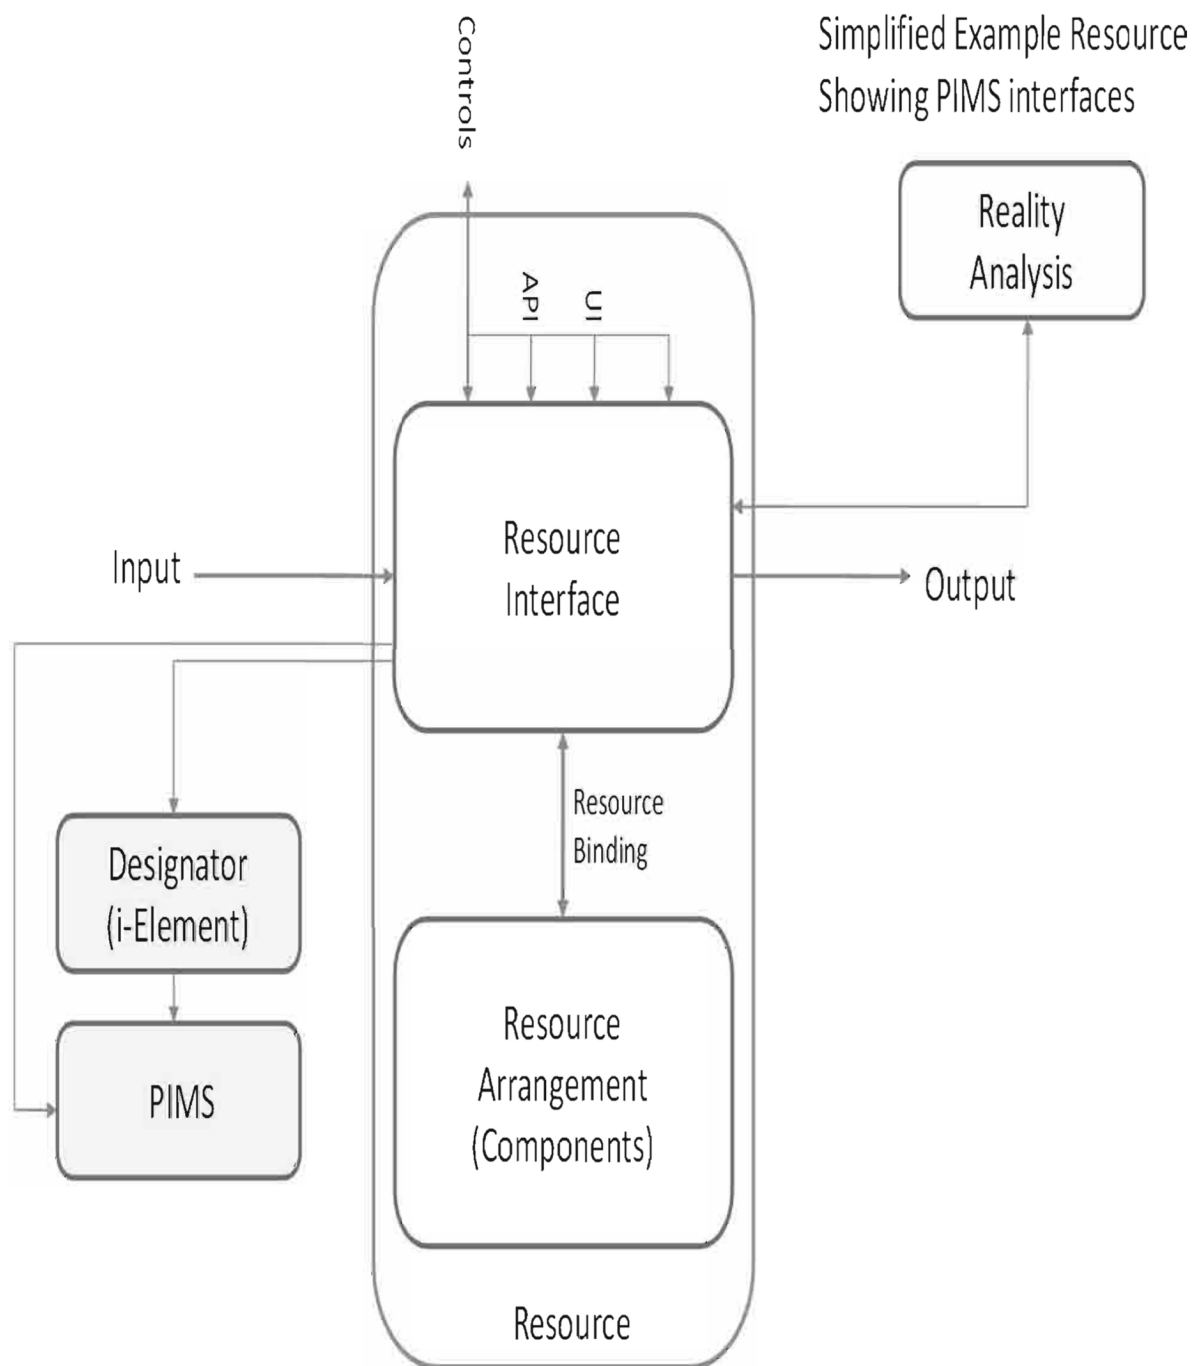 Simplified Example Resource
Showing PIMS interfaces
Controls
Reality
Analysis
API
UI
Resource
Interface
Input
Output
Resource
Binding
Designator
(i-Element)
PIMS
Resource
Arrangement
(Components)
Resource